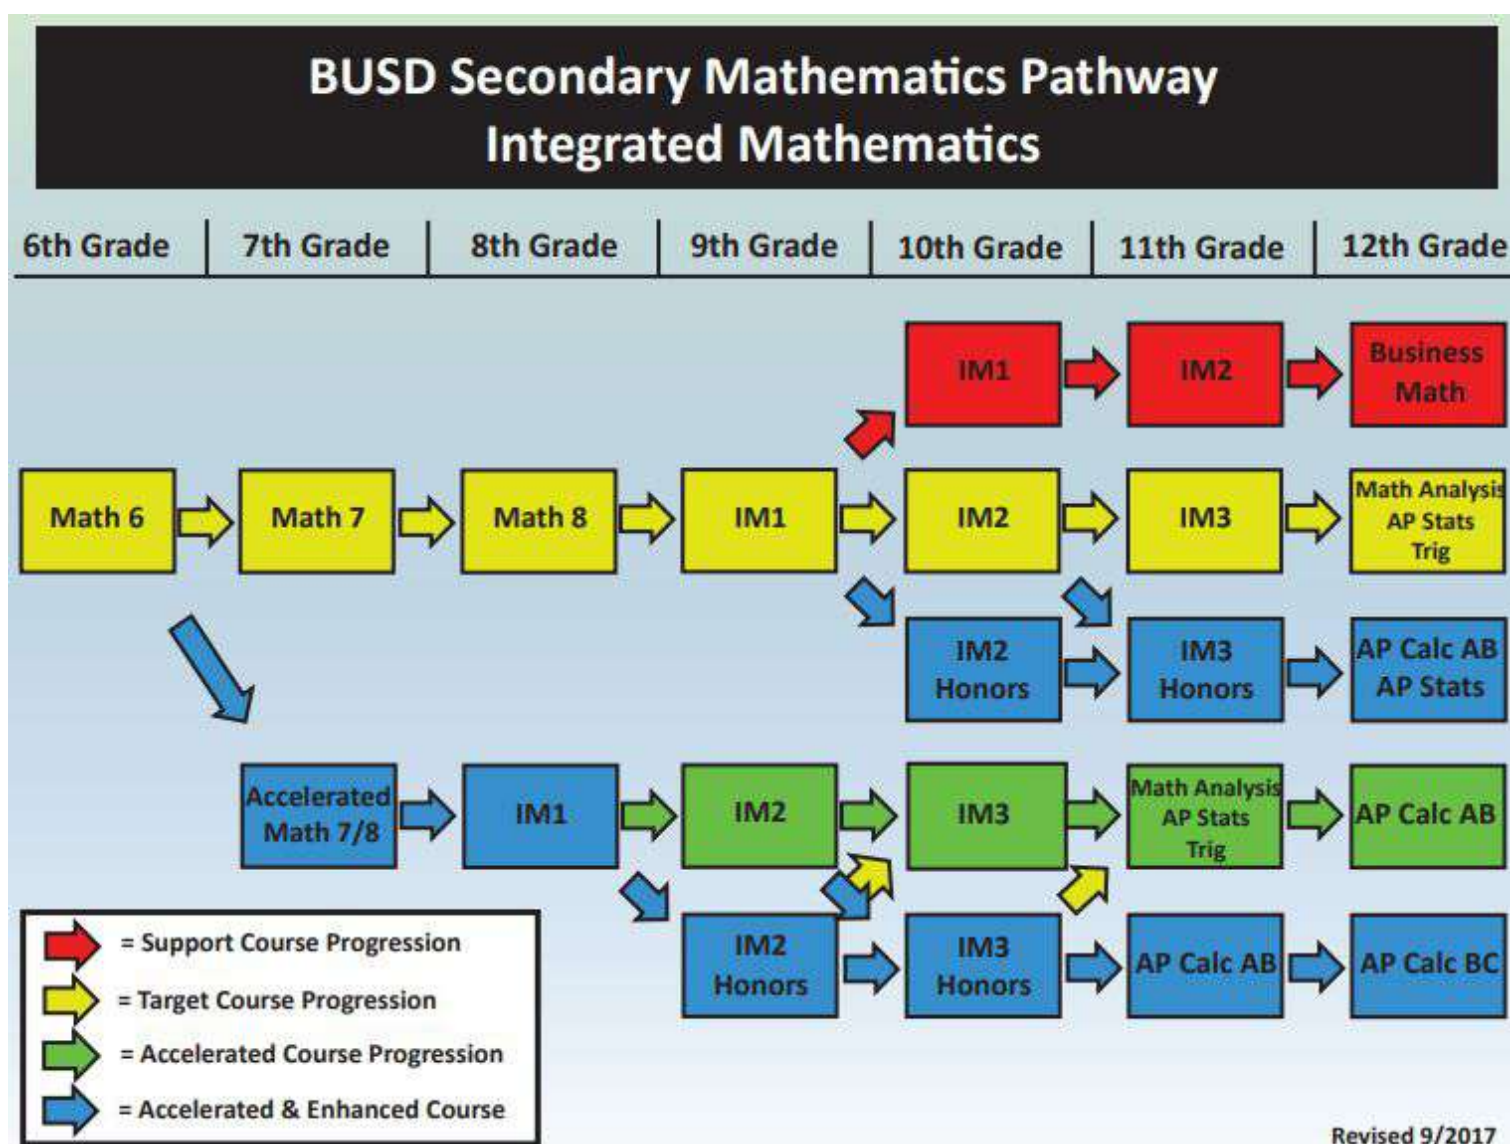 BUSD Secondary Mathematics Pathway
Integrated Mathematics
6th Grade
7th Grade
8th Grade
9th Grade
10th Grade
11th Grade
12th Grade
IM1
IM2
Business
Math
Math 6
Math 7
Math 8
IM1
IM2
IM3
Math Analysis
AP Stats
Trig
IM2
Honors
IM3
Honors
AP Calc AB
AP Stats
Accelerated
Math 7/8
IM1
IM2
IM3
Math Analysis
AP Stats
Trig
AP Calc AB
IM2
Honors
IM3
Honors
AP Calc AB
AP Calc BC
= Support Course Progression
= Target Course Progression
= Accelerated Course Progression
= Accelerated & Enhanced Course
Revised 9/2017